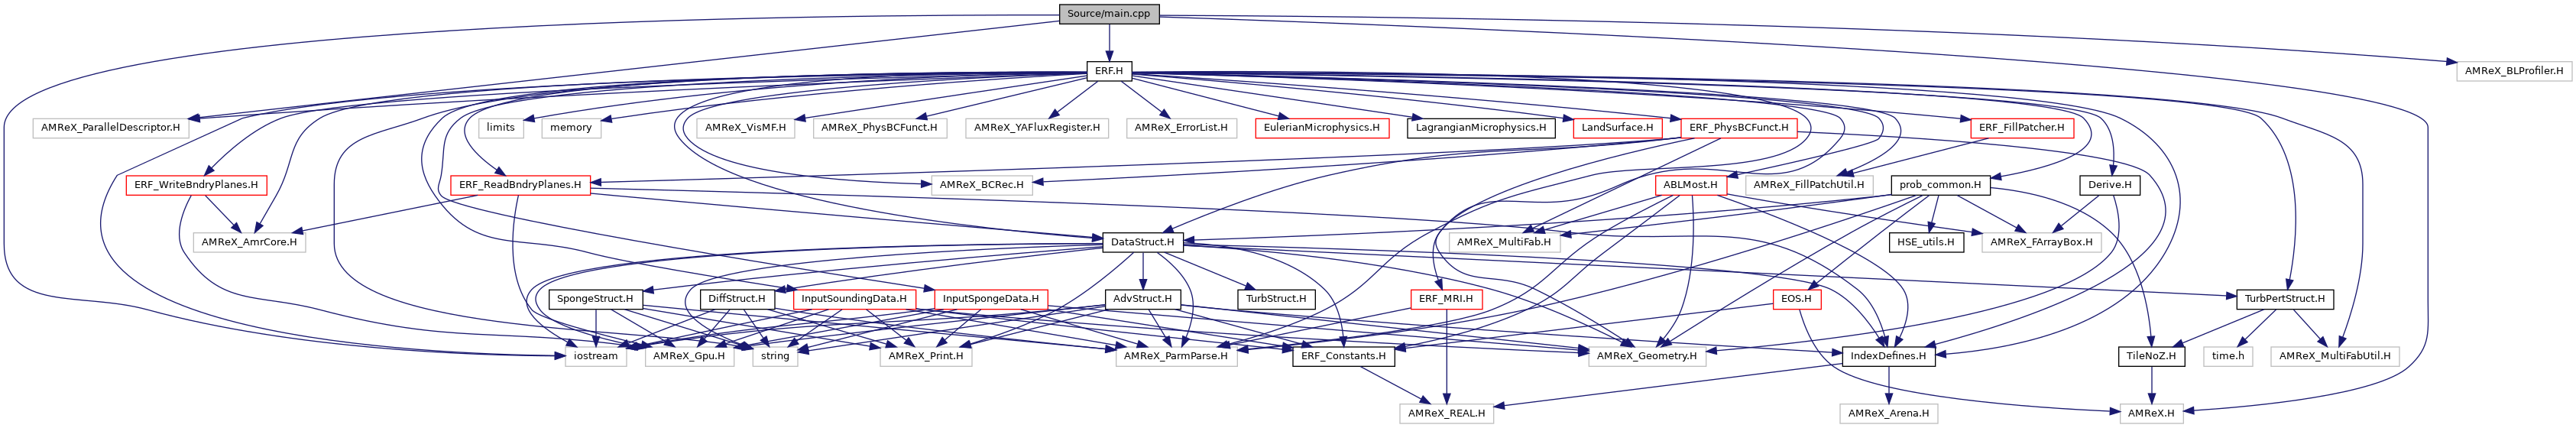 Source/main.cpp
ERF.H
AMReX_BLProfiler.H
AMReX_ParallelDescriptor.H
limits
memory
AMReX_VisMF.H
AMReX_PhysBCFunct.H
AMReX_YAFluxRegister.H
AMReX_ErrorList.H
EulerianMicrophysics.H
LagrangianMicrophysics.H
LandSurface.H
ERF_PhysBCFunct.H
ERF_FillPatcher.H
ERF_WriteBndryPlanes.H
ERF_ReadBndryPlanes.H
AMReX_BCRec.H
ABLMost.H
AMReX_FillPatchUtil.H
prob_common.H
Derive.H
AMReX_AmrCore.H
DataStruct.H
AMReX_MultiFab.H
HSE_utils.H
AMReX_FArrayBox.H
SpongeStruct.H
DiffStruct.H
InputSoundingData.H
InputSpongeData.H
AdvStruct.H
TurbStruct.H
ERF_MRI.H
EOS.H
TurbPertStruct.H
iostream
AMReX_Gpu.H
string
AMReX_Print.H
AMReX_ParmParse.H
ERF_Constants.H
AMReX_Geometry.H
IndexDefines.H
TileNoZ.H
time.h
AMReX_MultiFabUtil.H
AMReX_REAL.H
AMReX_Arena.H
AMReX.H